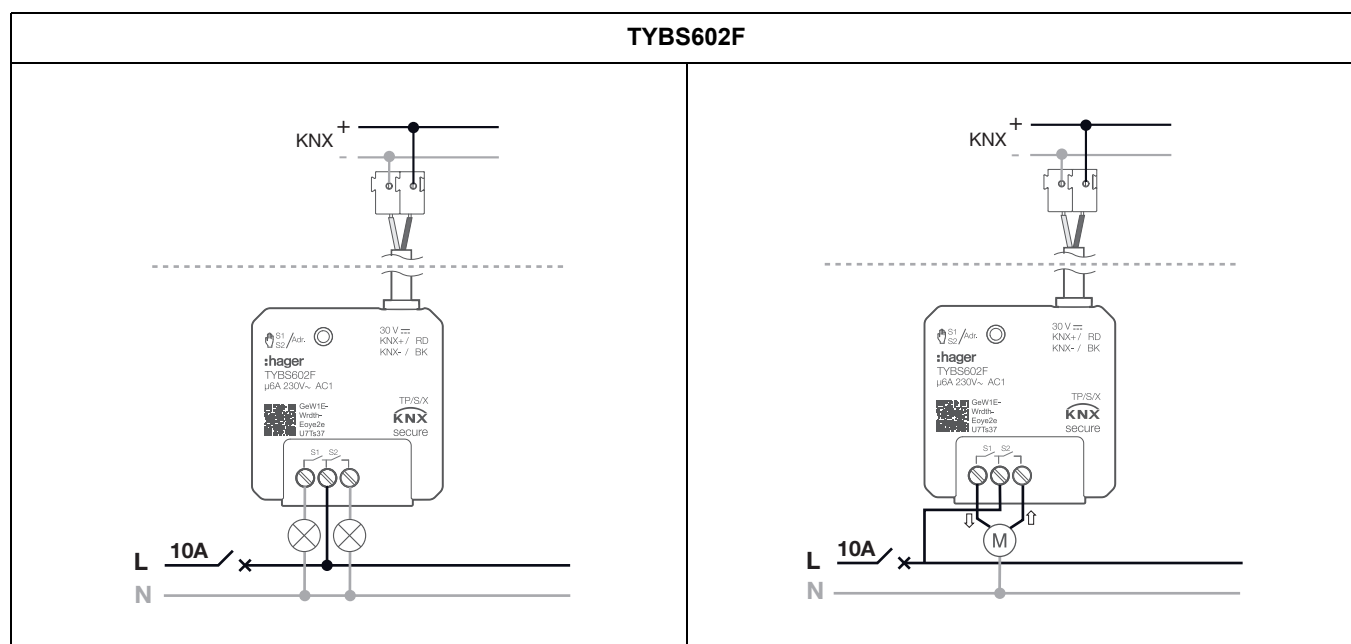 TYBS602F
KNX
+
-
S1
S2 /Adr.
30 V ⎓
KNX+ / RD
KNX- / BK
:hager
TYBS602F
µ6A 230V~ AC1
GeW1E-
Wrdth-
Eoye2e
U7Ts37
TP/S/X
KNX
secure
S1 S2
L 10A
N
KNX
+
-
S1
S2 /Adr.
30 V ⎓
KNX+ / RD
KNX- / BK
:hager
TYBS602F
µ6A 230V~ AC1
GeW1E-
Wrdth-
Eoye2e
U7Ts37
TP/S/X
KNX
secure
S1 S2
M
L 10A
N